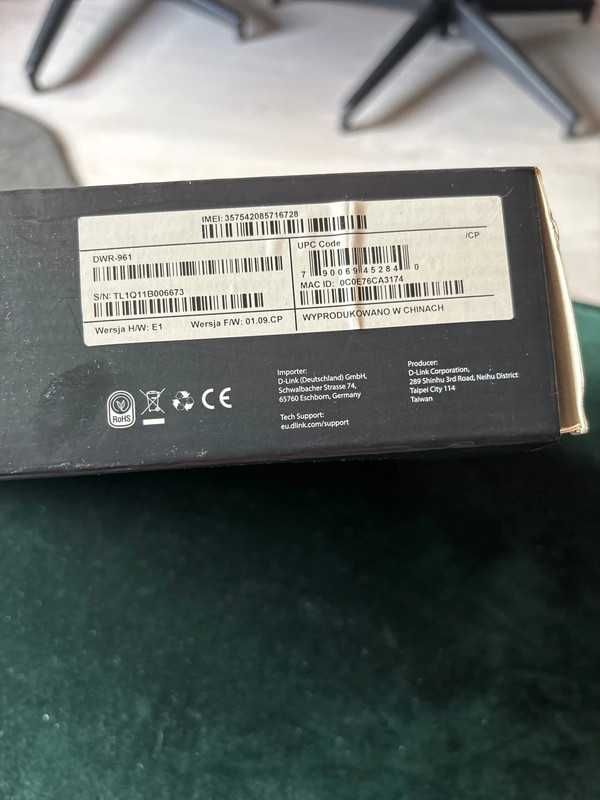 IMEI: 357542085716728
DWR-961
S/N: TL1Q11B006673
Wersja H/W: E1 Wersja F/W: 01.09.CP
UPC Code /CP
7 90069 45284 0
MAC ID: 0C0E76CA3174
WYPRODUKOWANO W CHINACH
RoHS
CE
Importer:
D-Link (Deutschland) GmbH,
Schwalbacher Strasse 74,
65760 Eschborn, Germany
Tech Support:
eu.dlink.com/support
Producer:
D-Link Corporation,
289 Shinhu 3rd Road, Neihu District
Taipei City 114
Taiwan